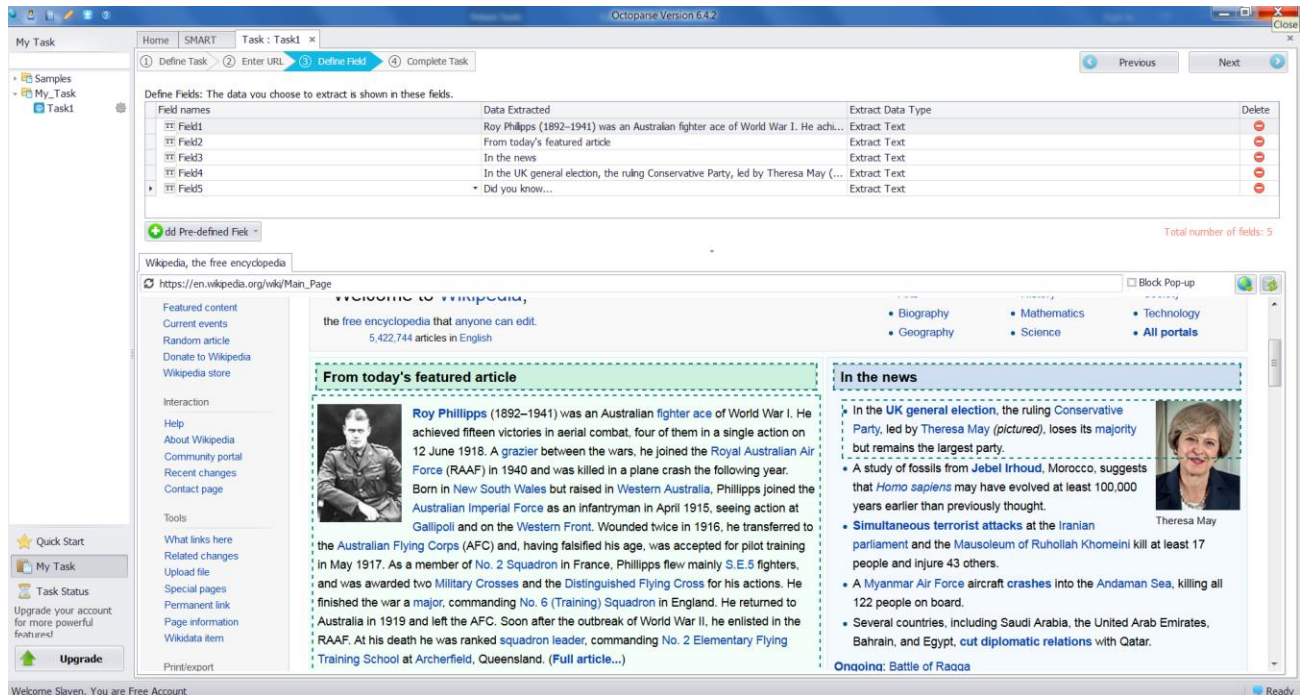 Octoparse Version 6.4.2
Close
My Task
Home SMART Task : Task1 ×
1 Define Task 2 Enter URL 3 Define Field 4 Complete Task
Previous Next
Samples
My_Task
Task1
Define Fields: The data you choose to extract is shown in these fields.
Field names Data Extracted Extract Data Type Delete
Field1 Roy Philipps (1892–1941) was an Australian fighter ace of World War I. He achi... Extract Text
Field2 From today's featured article Extract Text
Field3 In the news Extract Text
Field4 In the UK general election, the ruling Conservative Party, led by Theresa May (... Extract Text
Field5 Did you know... Extract Text
dd Pre-defined Fiek
Total number of fields: 5
Wikipedia, the free encyclopedia
https://en.wikipedia.org/wiki/Main_Page
Block Pop-up
Featured content
Current events
Random article
Donate to Wikipedia
Wikipedia store
Interaction
Help
About Wikipedia
Community portal
Recent changes
Contact page
Tools
What links here
Related changes
Upload file
Special pages
Permanent link
Page information
Wikidata item
Print/export
Welcome to Wikipedia,
the free encyclopedia that anyone can edit.
5,422,744 articles in English
• Biography
• Geography
• Mathematics
• Science
• Technology
• All portals
From today's featured article
Roy Phillipps (1892–1941) was an Australian fighter ace of World War I. He
achieved fifteen victories in aerial combat, four of them in a single action on
12 June 1918. A grazier between the wars, he joined the Royal Australian Air
Force (RAAF) in 1940 and was killed in a plane crash the following year.
Born in New South Wales but raised in Western Australia, Phillipps joined the
Australian Imperial Force as an infantryman in April 1915, seeing action at
Gallipoli and on the Western Front. Wounded twice in 1916, he transferred to
the Australian Flying Corps (AFC) and, having falsified his age, was accepted for pilot training
in May 1917. As a member of No. 2 Squadron in France, Phillipps flew mainly S.E.5 fighters,
and was awarded two Military Crosses and the Distinguished Flying Cross for his actions. He
finished the war a major, commanding No. 6 (Training) Squadron in England. He returned to
Australia in 1919 and left the AFC. Soon after the outbreak of World War II, he enlisted in the
RAAF. At his death he was ranked squadron leader, commanding No. 2 Elementary Flying
Training School at Archerfield, Queensland. (Full article...)
In the news
• In the UK general election, the ruling Conservative
Party, led by Theresa May (pictured), loses its majority
but remains the largest party.
• A study of fossils from Jebel Irhoud, Morocco, suggests
that Homo sapiens may have evolved at least 100,000
years earlier than previously thought.
• Simultaneous terrorist attacks at the Iranian
parliament and the Mausoleum of Ruhollah Khomeini kill at least 17
people and injure 43 others.
• A Myanmar Air Force aircraft crashes into the Andaman Sea, killing all
122 people on board.
• Several countries, including Saudi Arabia, the United Arab Emirates,
Bahrain, and Egypt, cut diplomatic relations with Qatar.
Ongoing: Battle of Raqqa
Theresa May
Quick Start
My Task
Task Status
Upgrade your account
for more powerful
features!
Upgrade
Welcome Slaven, You are Free Account
Ready